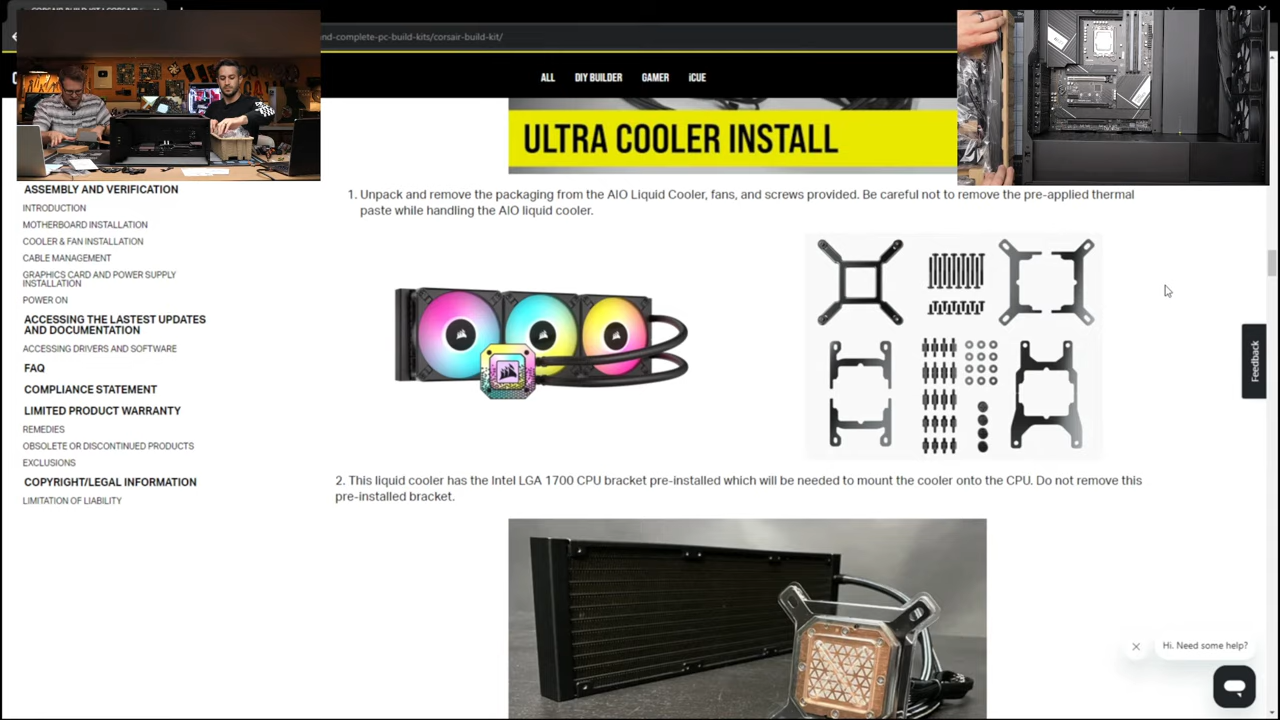 and-complete-pc-build-kits/corsair-build-kit/
ALL
DIY BUILDER
GAMER
iCUE
ULTRA COOLER INSTALL
ASSEMBLY AND VERIFICATION
INTRODUCTION
MOTHERBOARD INSTALLATION
COOLER & FAN INSTALLATION
CABLE MANAGEMENT
GRAPHICS CARD AND POWER SUPPLY
INSTALLATION
POWER ON
ACCESSING THE LASTEST UPDATES
AND DOCUMENTATION
ACCESSING DRIVERS AND SOFTWARE
FAQ
COMPLIANCE STATEMENT
LIMITED PRODUCT WARRANTY
REMEDIES
OBSOLETE OR DISCONTINUED PRODUCTS
EXCLUSIONS
COPYRIGHT/LEGAL INFORMATION
LIMITATION OF LIABILITY
1. Unpack and remove the packaging from the AIO Liquid Cooler, fans, and screws provided. Be careful not to remove the pre-applied thermal
paste while handling the AIO liquid cooler.
2. This liquid cooler has the Intel LGA 1700 CPU bracket pre-installed which will be needed to mount the cooler onto the CPU. Do not remove this
pre-installed bracket.
Feedback
Hi. Need some help?